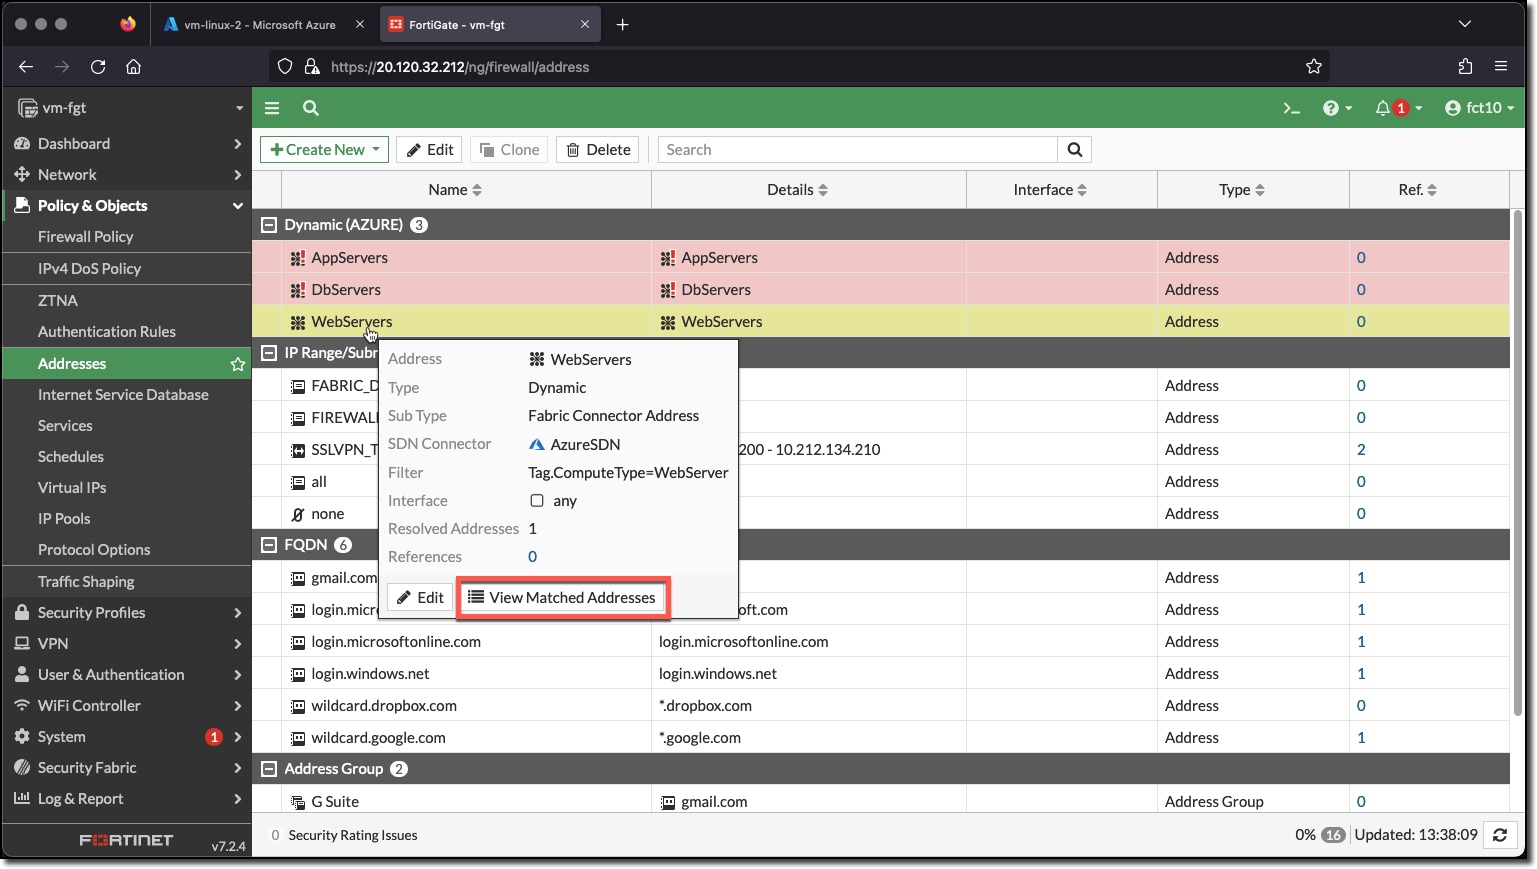 vm-linux-2 - Microsoft Azure
FortiGate - vm-fgt
https://20.120.32.212/ng/firewall/address
vm-fgt
1
fct10
Dashboard
Network
Policy & Objects
Firewall Policy
IPv4 DoS Policy
ZTNA
Authentication Rules
Addresses
Internet Service Database
Services
Schedules
Virtual IPs
IP Pools
Protocol Options
Traffic Shaping
Security Profiles
VPN
User & Authentication
WiFi Controller
System 1
Security Fabric
Log & Report
FORTINET v7.2.4
Create New Edit Clone Delete Search
Name Details Interface Type Ref.
Dynamic (AZURE) 3
AppServers AppServers Address 0
DbServers DbServers Address 0
WebServers WebServers Address 0
IP Range/Subn
FABRIC_D Address 0
FIREWALL Address 0
SSLVPN_T 200 - 10.212.134.210 Address 2
all Address 0
none Address 0
FQDN 6
gmail.com Address 1
login.micr oft.com Address 1
login.microsoftonline.com login.microsoftonline.com Address 1
login.windows.net login.windows.net Address 1
wildcard.dropbox.com *.dropbox.com Address 0
wildcard.google.com *.google.com Address 1
Address Group 2
G Suite gmail.com Address Group 0
Address WebServers
Type Dynamic
Sub Type Fabric Connector Address
SDN Connector AzureSDN
Filter Tag.ComputeType=WebServer
Interface any
Resolved Addresses 1
References 0
Edit View Matched Addresses
0 Security Rating Issues
0% 16 Updated: 13:38:09